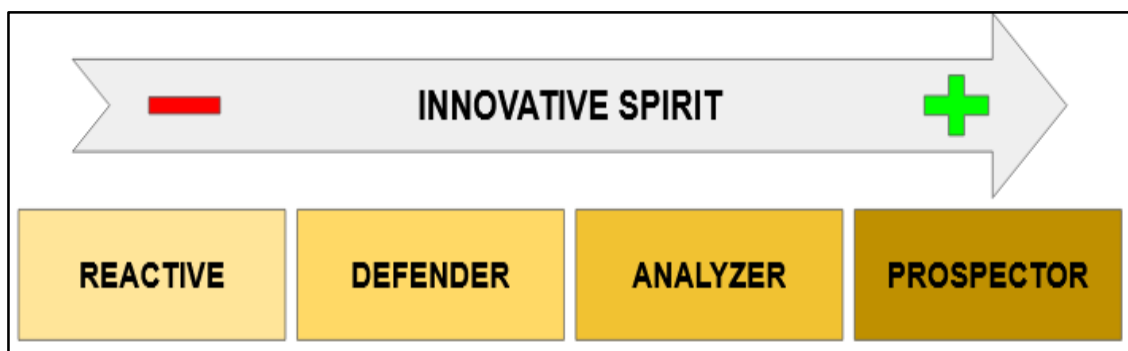 INNOVATIVE SPIRIT
REACTIVE
DEFENDER
ANALYZER
PROSPECTOR